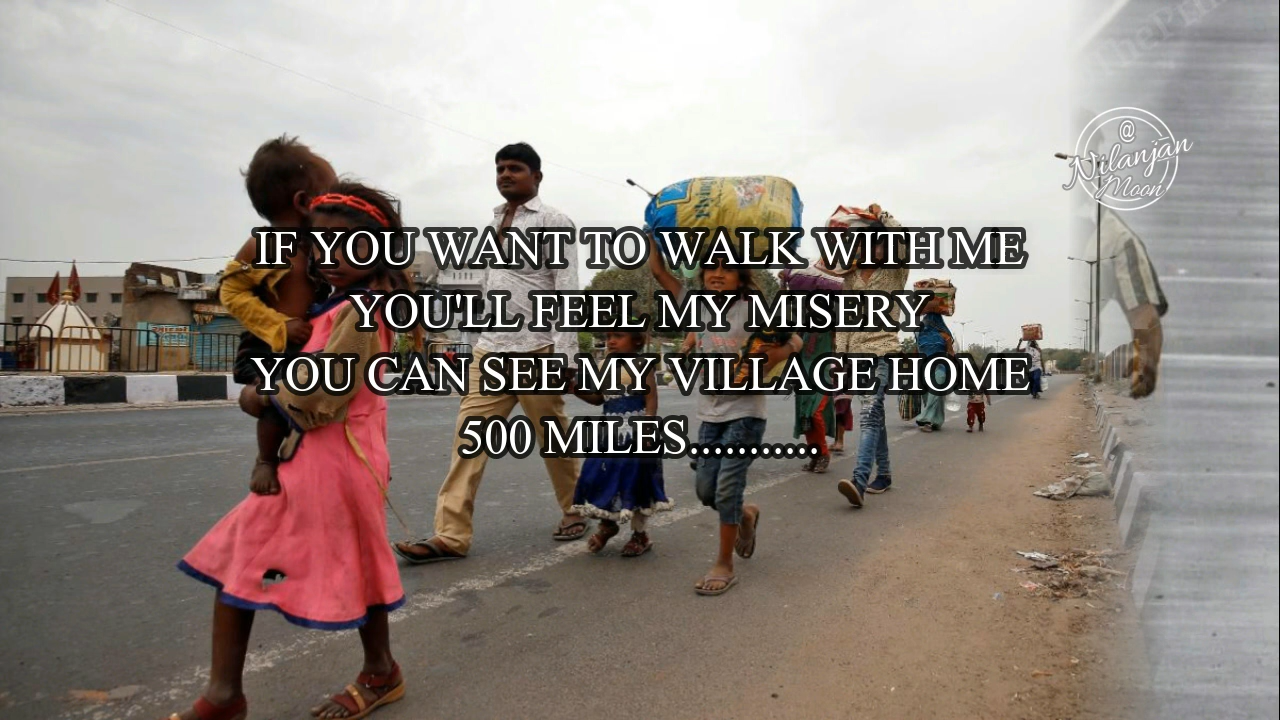 @
Nilanjan
Moon
IF YOU WANT TO WALK WITH ME
YOU'LL FEEL MY MISERY
YOU CAN SEE MY VILLAGE HOME
500 MILES...........